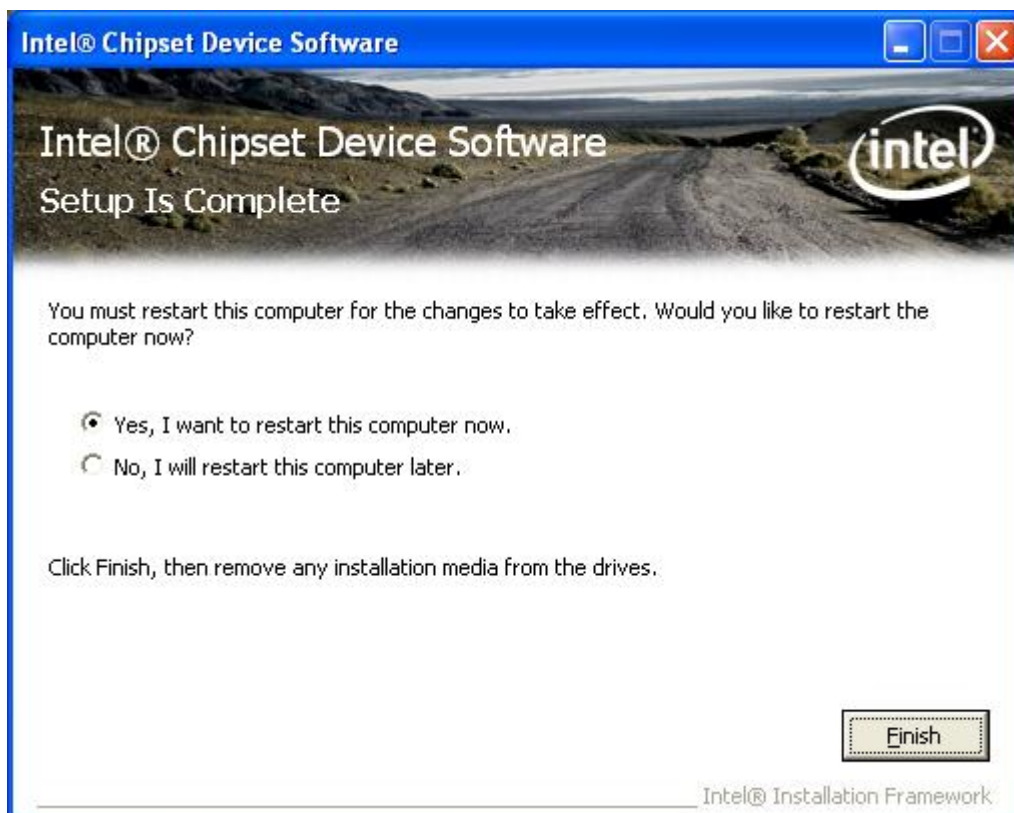 Intel® Chipset Device Software
Intel® Chipset Device Software
intel
Setup Is Complete
You must restart this computer for the changes to take effect. Would you like to restart the
computer now?
Yes, I want to restart this computer now.
No, I will restart this computer later.
Click Finish, then remove any installation media from the drives.
Finish
Intel® Installation Framework